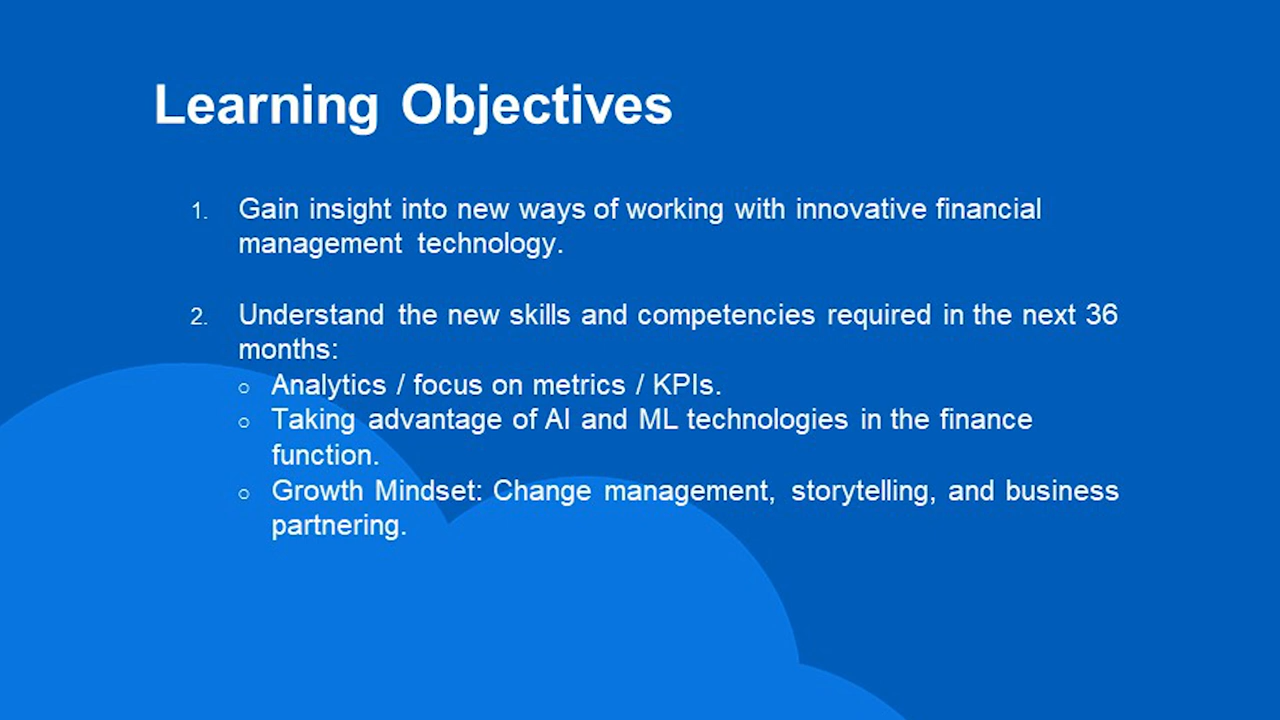 Learning Objectives
1. Gain insight into new ways of working with innovative financial
management technology.
2. Understand the new skills and competencies required in the next 36
months:
○ Analytics / focus on metrics / KPIs.
○ Taking advantage of AI and ML technologies in the finance
function.
○ Growth Mindset: Change management, storytelling, and business
partnering.